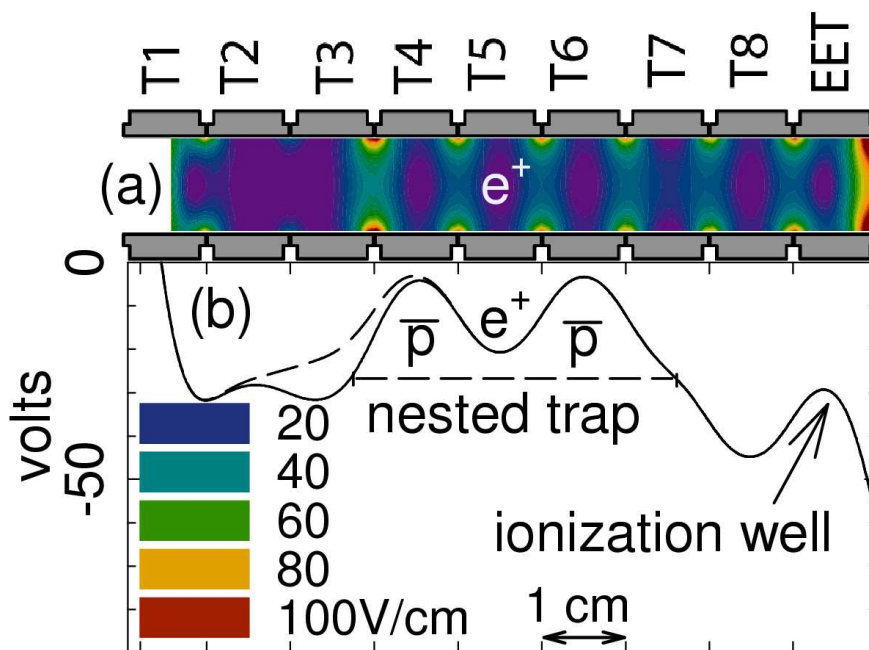 T1 T2 T3 T4 T5 T6 T7 T8 EET
(a) e⁺
0
(b) p̅ e⁺ p̅
nested trap
volts
-50
20
40
60
80
100V/cm
ionization well
1 cm